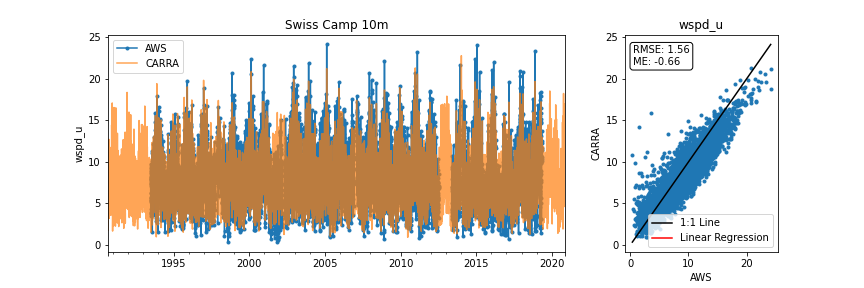 Swiss Camp 10m
AWS
CARRA
wspd_u
25
20
15
10
5
0
1995
2000
2005
2010
2015
2020
wspd_u
RMSE: 1.56
ME: -0.66
CARRA
25
20
15
10
5
0
1:1 Line
Linear Regression
0
10
20
AWS